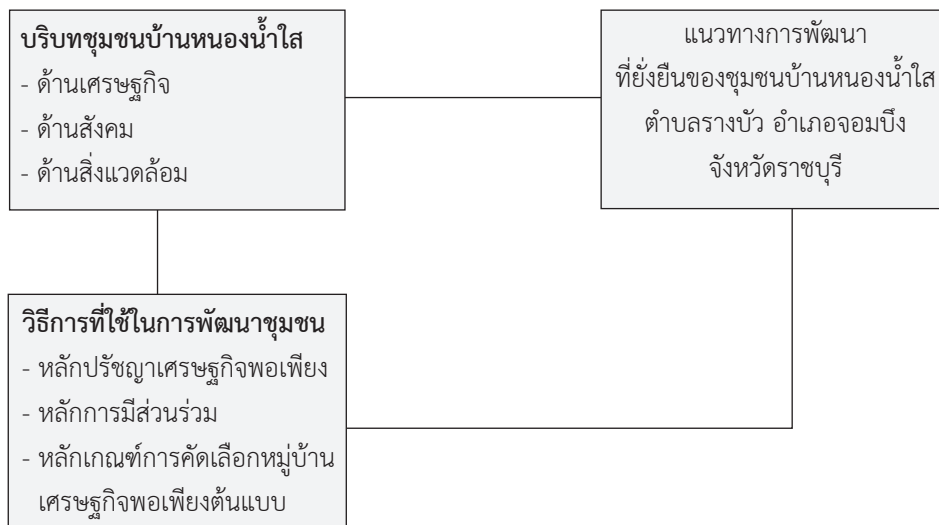 บริบทชุมชนบ้านหนองน้ำใส
- ด้านเศรษฐกิจ
- ด้านสังคม
- ด้านสิ่งแวดล้อม
แนวทางการพัฒนา
ที่ยั่งยืนของชุมชนบ้านหนองน้ำใส
ตำบลรางบัว อำเภอจอมบึง
จังหวัดราชบุรี
วิธีการที่ใช้ในการพัฒนาชุมชน
- หลักปรัชญาเศรษฐกิจพอเพียง
- หลักการมีส่วนร่วม
- หลักเกณฑ์การคัดเลือกหมู่บ้าน
เศรษฐกิจพอเพียงต้นแบบ